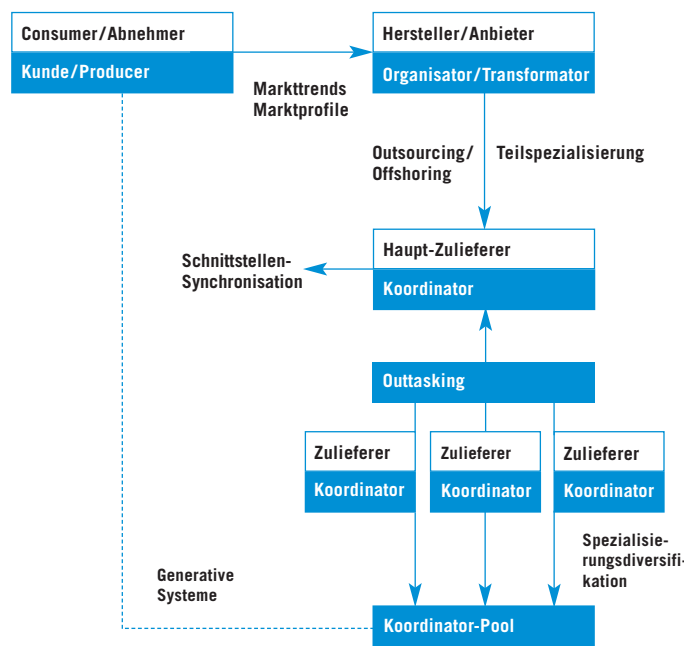 Consumer/Abnehmer
Kunde/Producer
Hersteller/Anbieter
Organisator/Transformator
Markttrends
Marktprofile
Outsourcing/
Offshoring
Teilspezialisierung
Haupt-Zulieferer
Koordinator
Schnittstellen-
Synchronisation
Outtasking
Zulieferer
Koordinator
Zulieferer
Koordinator
Zulieferer
Koordinator
Spezialisie-
rungsdiversifi-
kation
Generative
Systeme
Koordinator-Pool